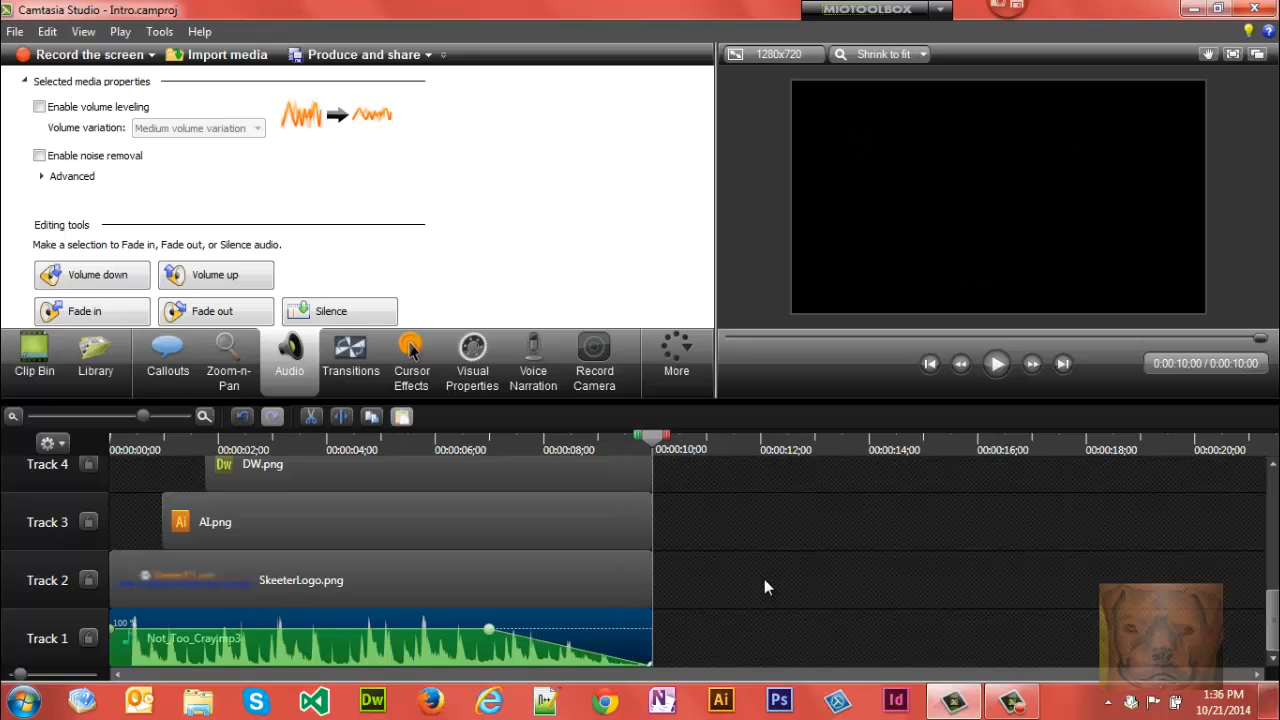 Camtasia Studio - Intro.camproj
MIOTOOLBOX
File Edit View Play Tools Help
Record the screen Import media Produce and share
1280x720 Shrink to fit
Selected media properties
Enable volume leveling
Volume variation: Medium volume variation
Enable noise removal
Advanced
Editing tools
Make a selection to Fade in, Fade out, or Silence audio.
Volume down Volume up
Fade in Fade out Silence
Clip Bin Library Callouts Zoom-n-Pan Audio Transitions Cursor Effects Visual Properties Voice Narration Record Camera More
0:00:10;00 / 0:00:10;00
00:00:00;00 00:00:02;00 00:00:04;00 00:00:06;00 00:00:08;00 00:00:10;00 00:00:12;00 00:00:14;00 00:00:16;00 00:00:18;00 00:00:20;00
Track 4 Dw DW.png
Track 3 Ai AI.png
Track 2 SkeeterLogo.png
100 %
Track 1 Not_Too_Cray.mp3
Dw Ai Ps Id
1:36 PM
10/21/2014